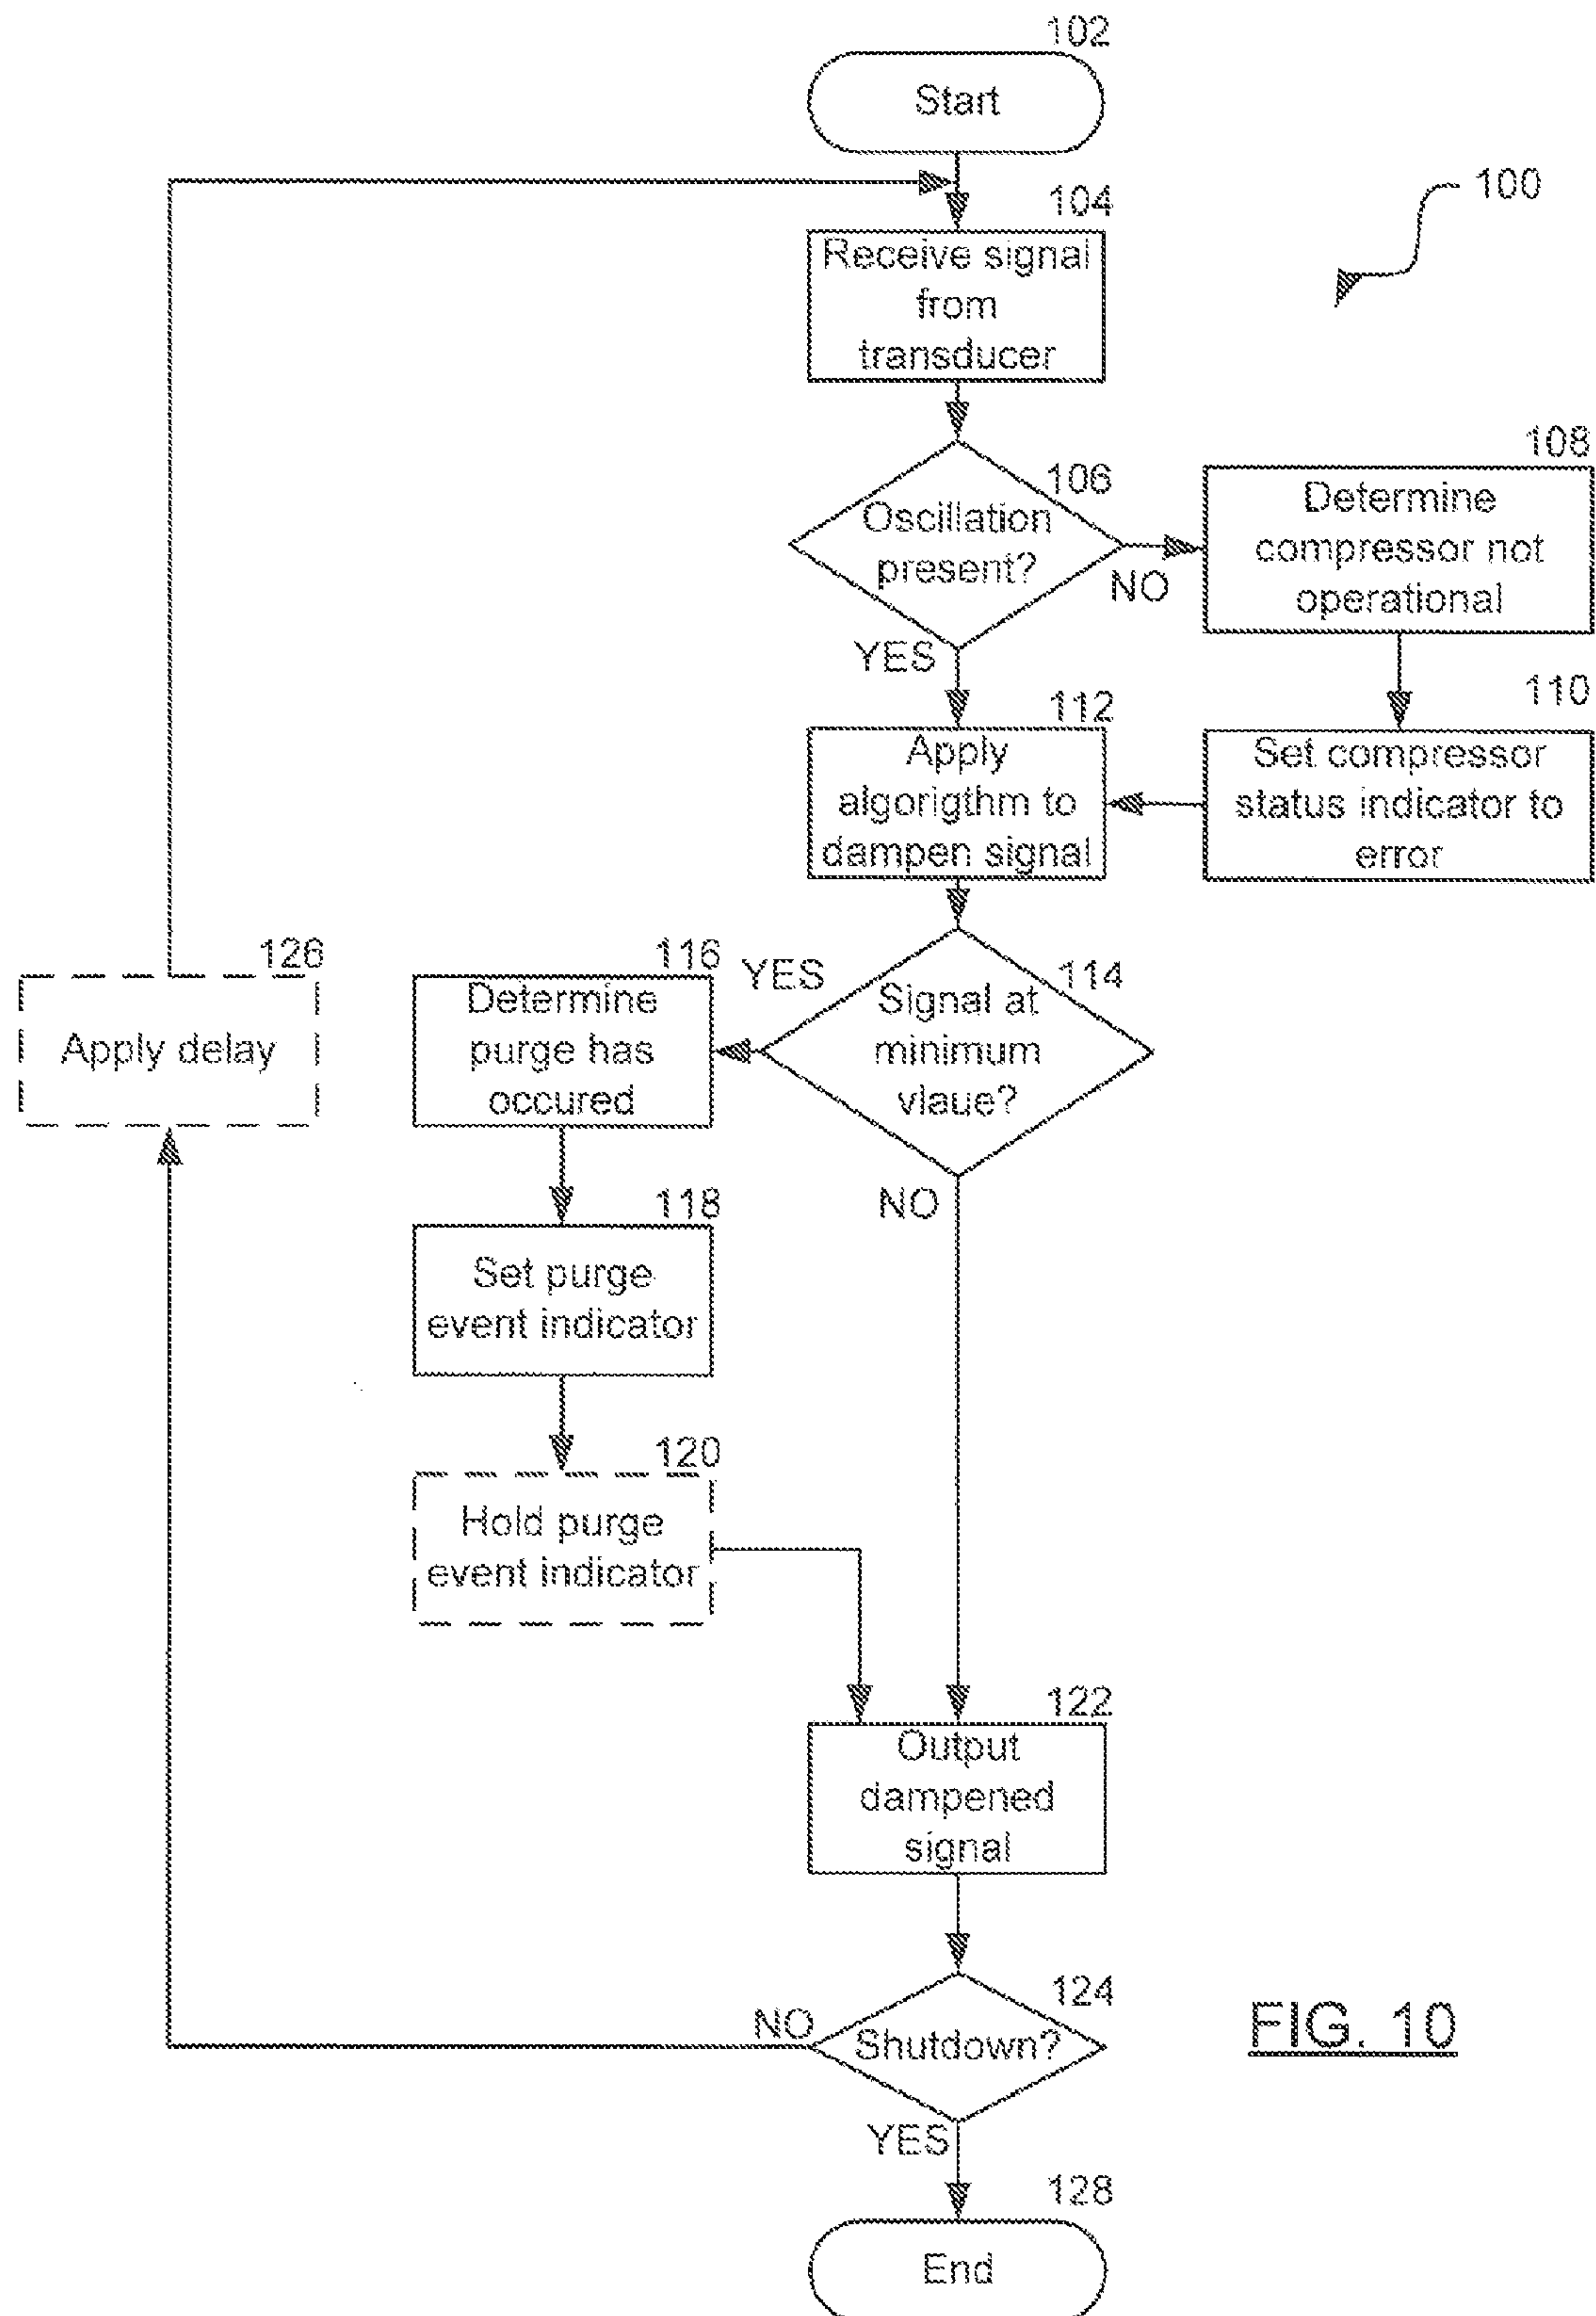 102
Start
100
104
Receive signal
from
transducer
106
Oscillation
present?
NO
YES
108
Determine
compressor not
operational
110
Set compressor
status indicator to
error
112
Apply
algorigthm to
dampen signal
114
Signal at
minimum
vlaue?
YES
NO
116
Determine
purge has
occured
126
Apply delay
118
Set purge
event indicator
120
Hold purge
event indicator
122
Output
dampened
signal
124
Shutdown?
NO
YES
128
End
FIG. 10